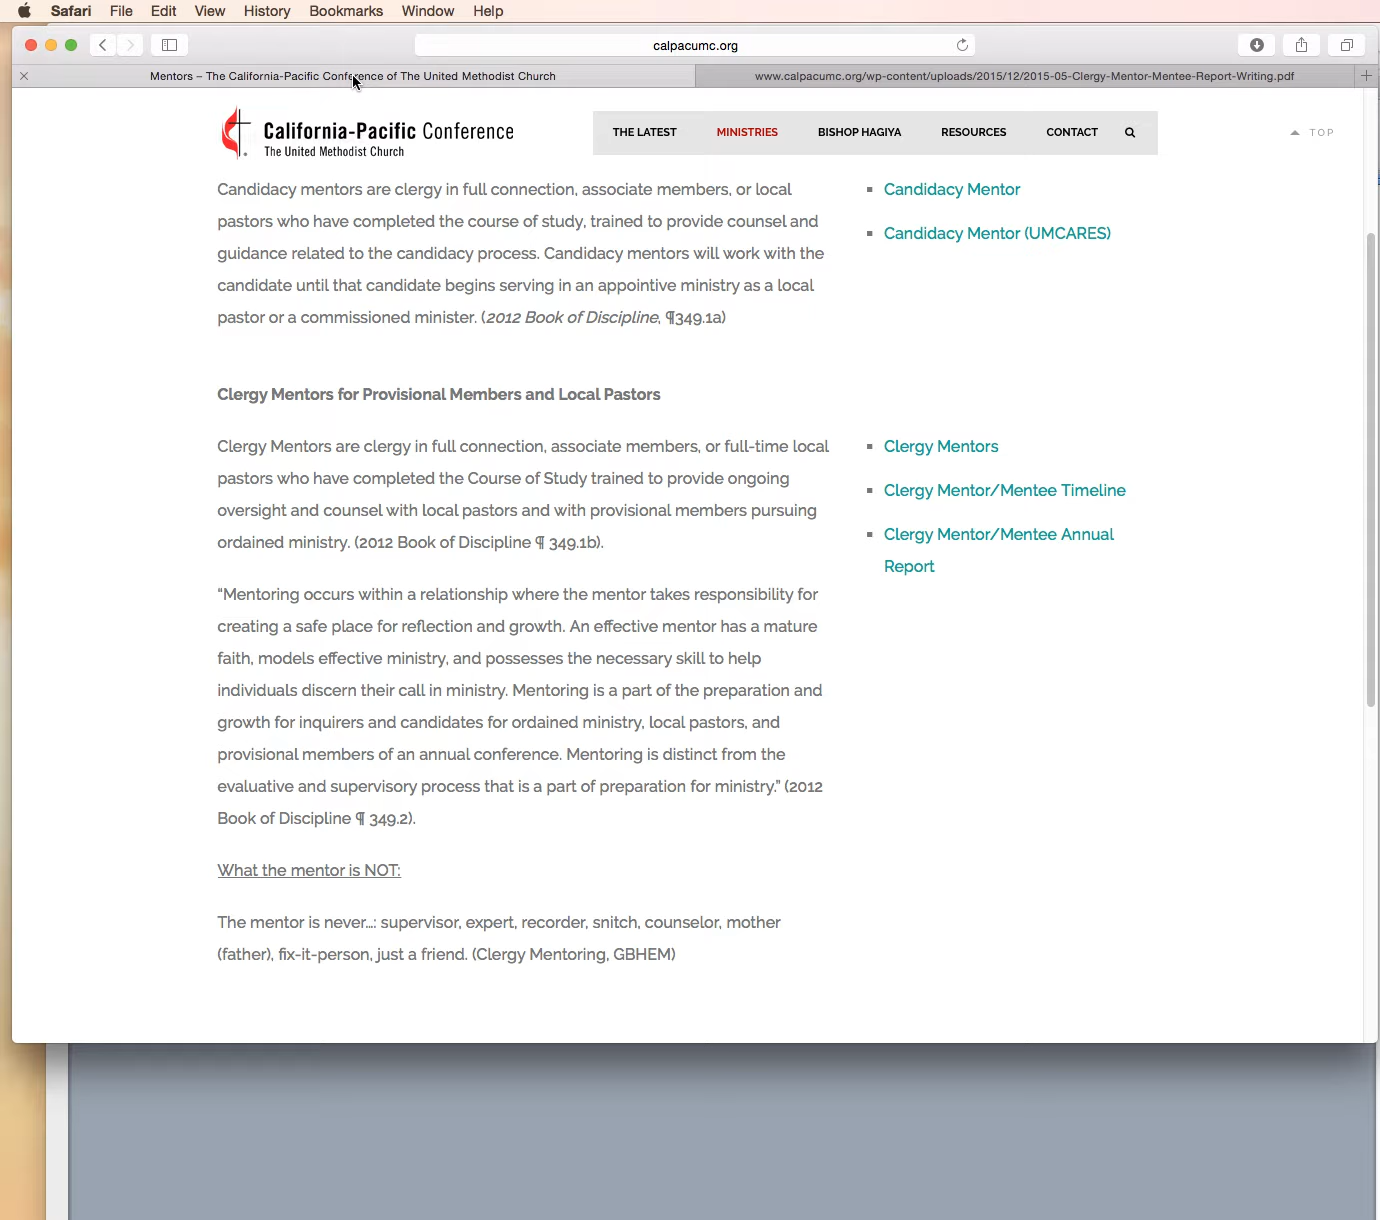 Safari File Edit View History Bookmarks Window Help
calpacumc.org
Mentors – The California-Pacific Conference of The United Methodist Church
www.calpacumc.org/wp-content/uploads/2015/12/2015-05-Clergy-Mentor-Mentee-Report-Writing.pdf
California-Pacific Conference
The United Methodist Church
THE LATEST MINISTRIES BISHOP HAGIYA RESOURCES CONTACT
TOP
Candidacy mentors are clergy in full connection, associate members, or local
pastors who have completed the course of study, trained to provide counsel and
guidance related to the candidacy process. Candidacy mentors will work with the
candidate until that candidate begins serving in an appointive ministry as a local
pastor or a commissioned minister. (2012 Book of Discipline, ¶349.1a)
▪ Candidacy Mentor
▪ Candidacy Mentor (UMCARES)
Clergy Mentors for Provisional Members and Local Pastors
Clergy Mentors are clergy in full connection, associate members, or full-time local
pastors who have completed the Course of Study trained to provide ongoing
oversight and counsel with local pastors and with provisional members pursuing
ordained ministry. (2012 Book of Discipline ¶ 349.1b).
▪ Clergy Mentors
▪ Clergy Mentor/Mentee Timeline
▪ Clergy Mentor/Mentee Annual
Report
“Mentoring occurs within a relationship where the mentor takes responsibility for
creating a safe place for reflection and growth. An effective mentor has a mature
faith, models effective ministry, and possesses the necessary skill to help
individuals discern their call in ministry. Mentoring is a part of the preparation and
growth for inquirers and candidates for ordained ministry, local pastors, and
provisional members of an annual conference. Mentoring is distinct from the
evaluative and supervisory process that is a part of preparation for ministry.” (2012
Book of Discipline ¶ 349.2).
What the mentor is NOT:
The mentor is never…: supervisor, expert, recorder, snitch, counselor, mother
(father), fix-it-person, just a friend. (Clergy Mentoring, GBHEM)